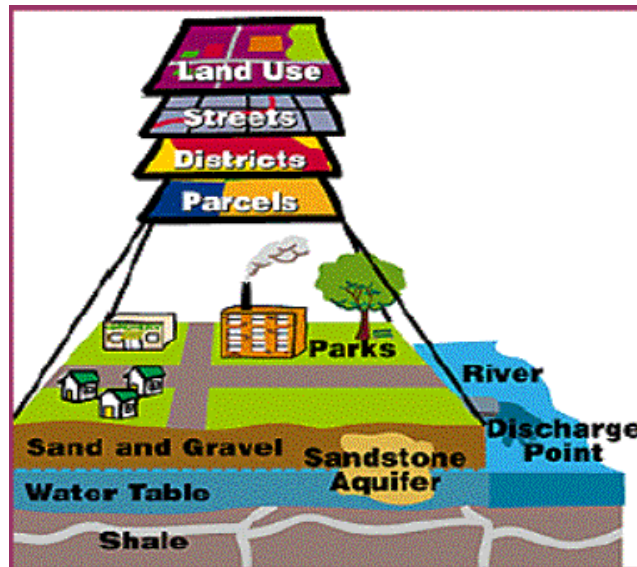 Land Use
Streets
Districts
Parcels
Parks
River
Discharge
Point
Sand and Gravel
Sandstone
Aquifer
Water Table
Shale